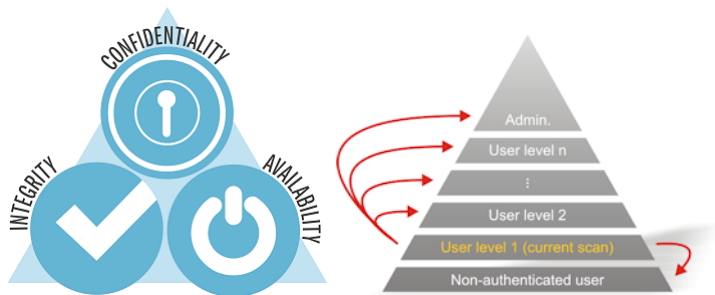 CONFIDENTIALITY
INTEGRITY
AVAILABILITY
Admin.
User level n
⋮
User level 2
User level 1 (current scan)
Non-authenticated user